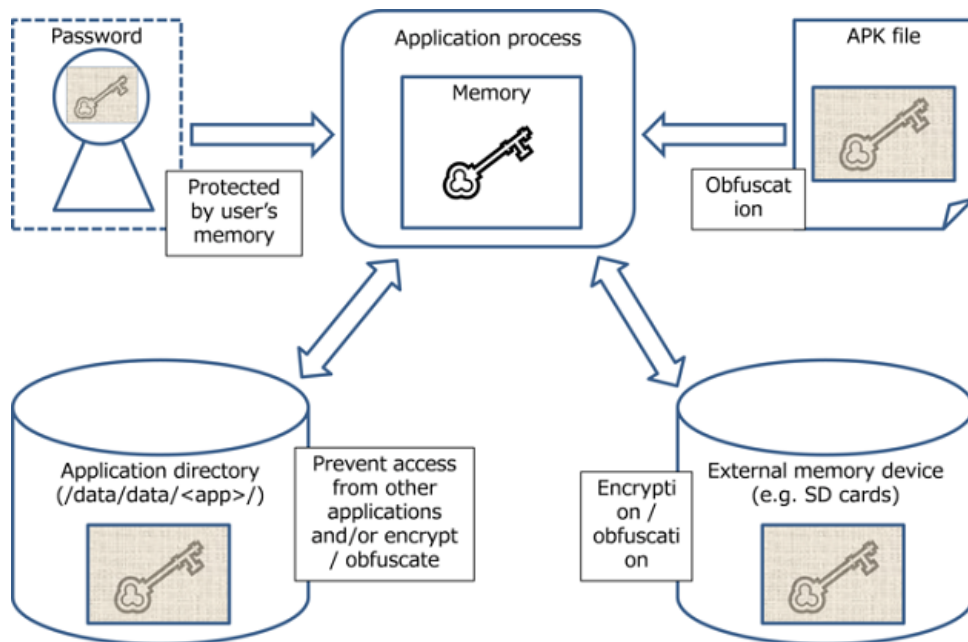 Password
Application process
APK file
Memory
Protected
by user's
memory
Obfuscat
ion
Application directory
(/data/data/<app>/)
Prevent access
from other
applications
and/or encrypt
/ obfuscate
Encrypti
on /
obfuscati
on
External memory device
(e.g. SD cards)